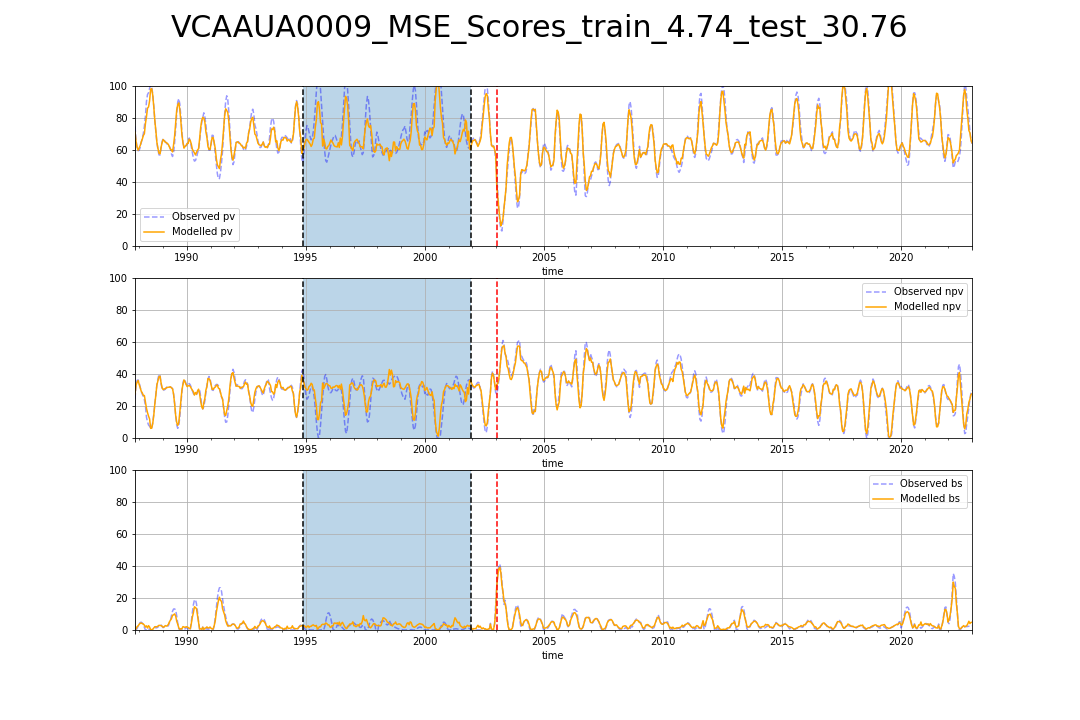 VCAAUA0009_MSE_Scores_train_4.74_test_30.76
100
80
60
40
20
0
Observed pv
Modelled pv
1990 1995 2000 2005 2010 2015 2020
time
100
80
60
40
20
0
Observed npv
Modelled npv
1990 1995 2000 2005 2010 2015 2020
time
100
80
60
40
20
0
Observed bs
Modelled bs
1990 1995 2000 2005 2010 2015 2020
time